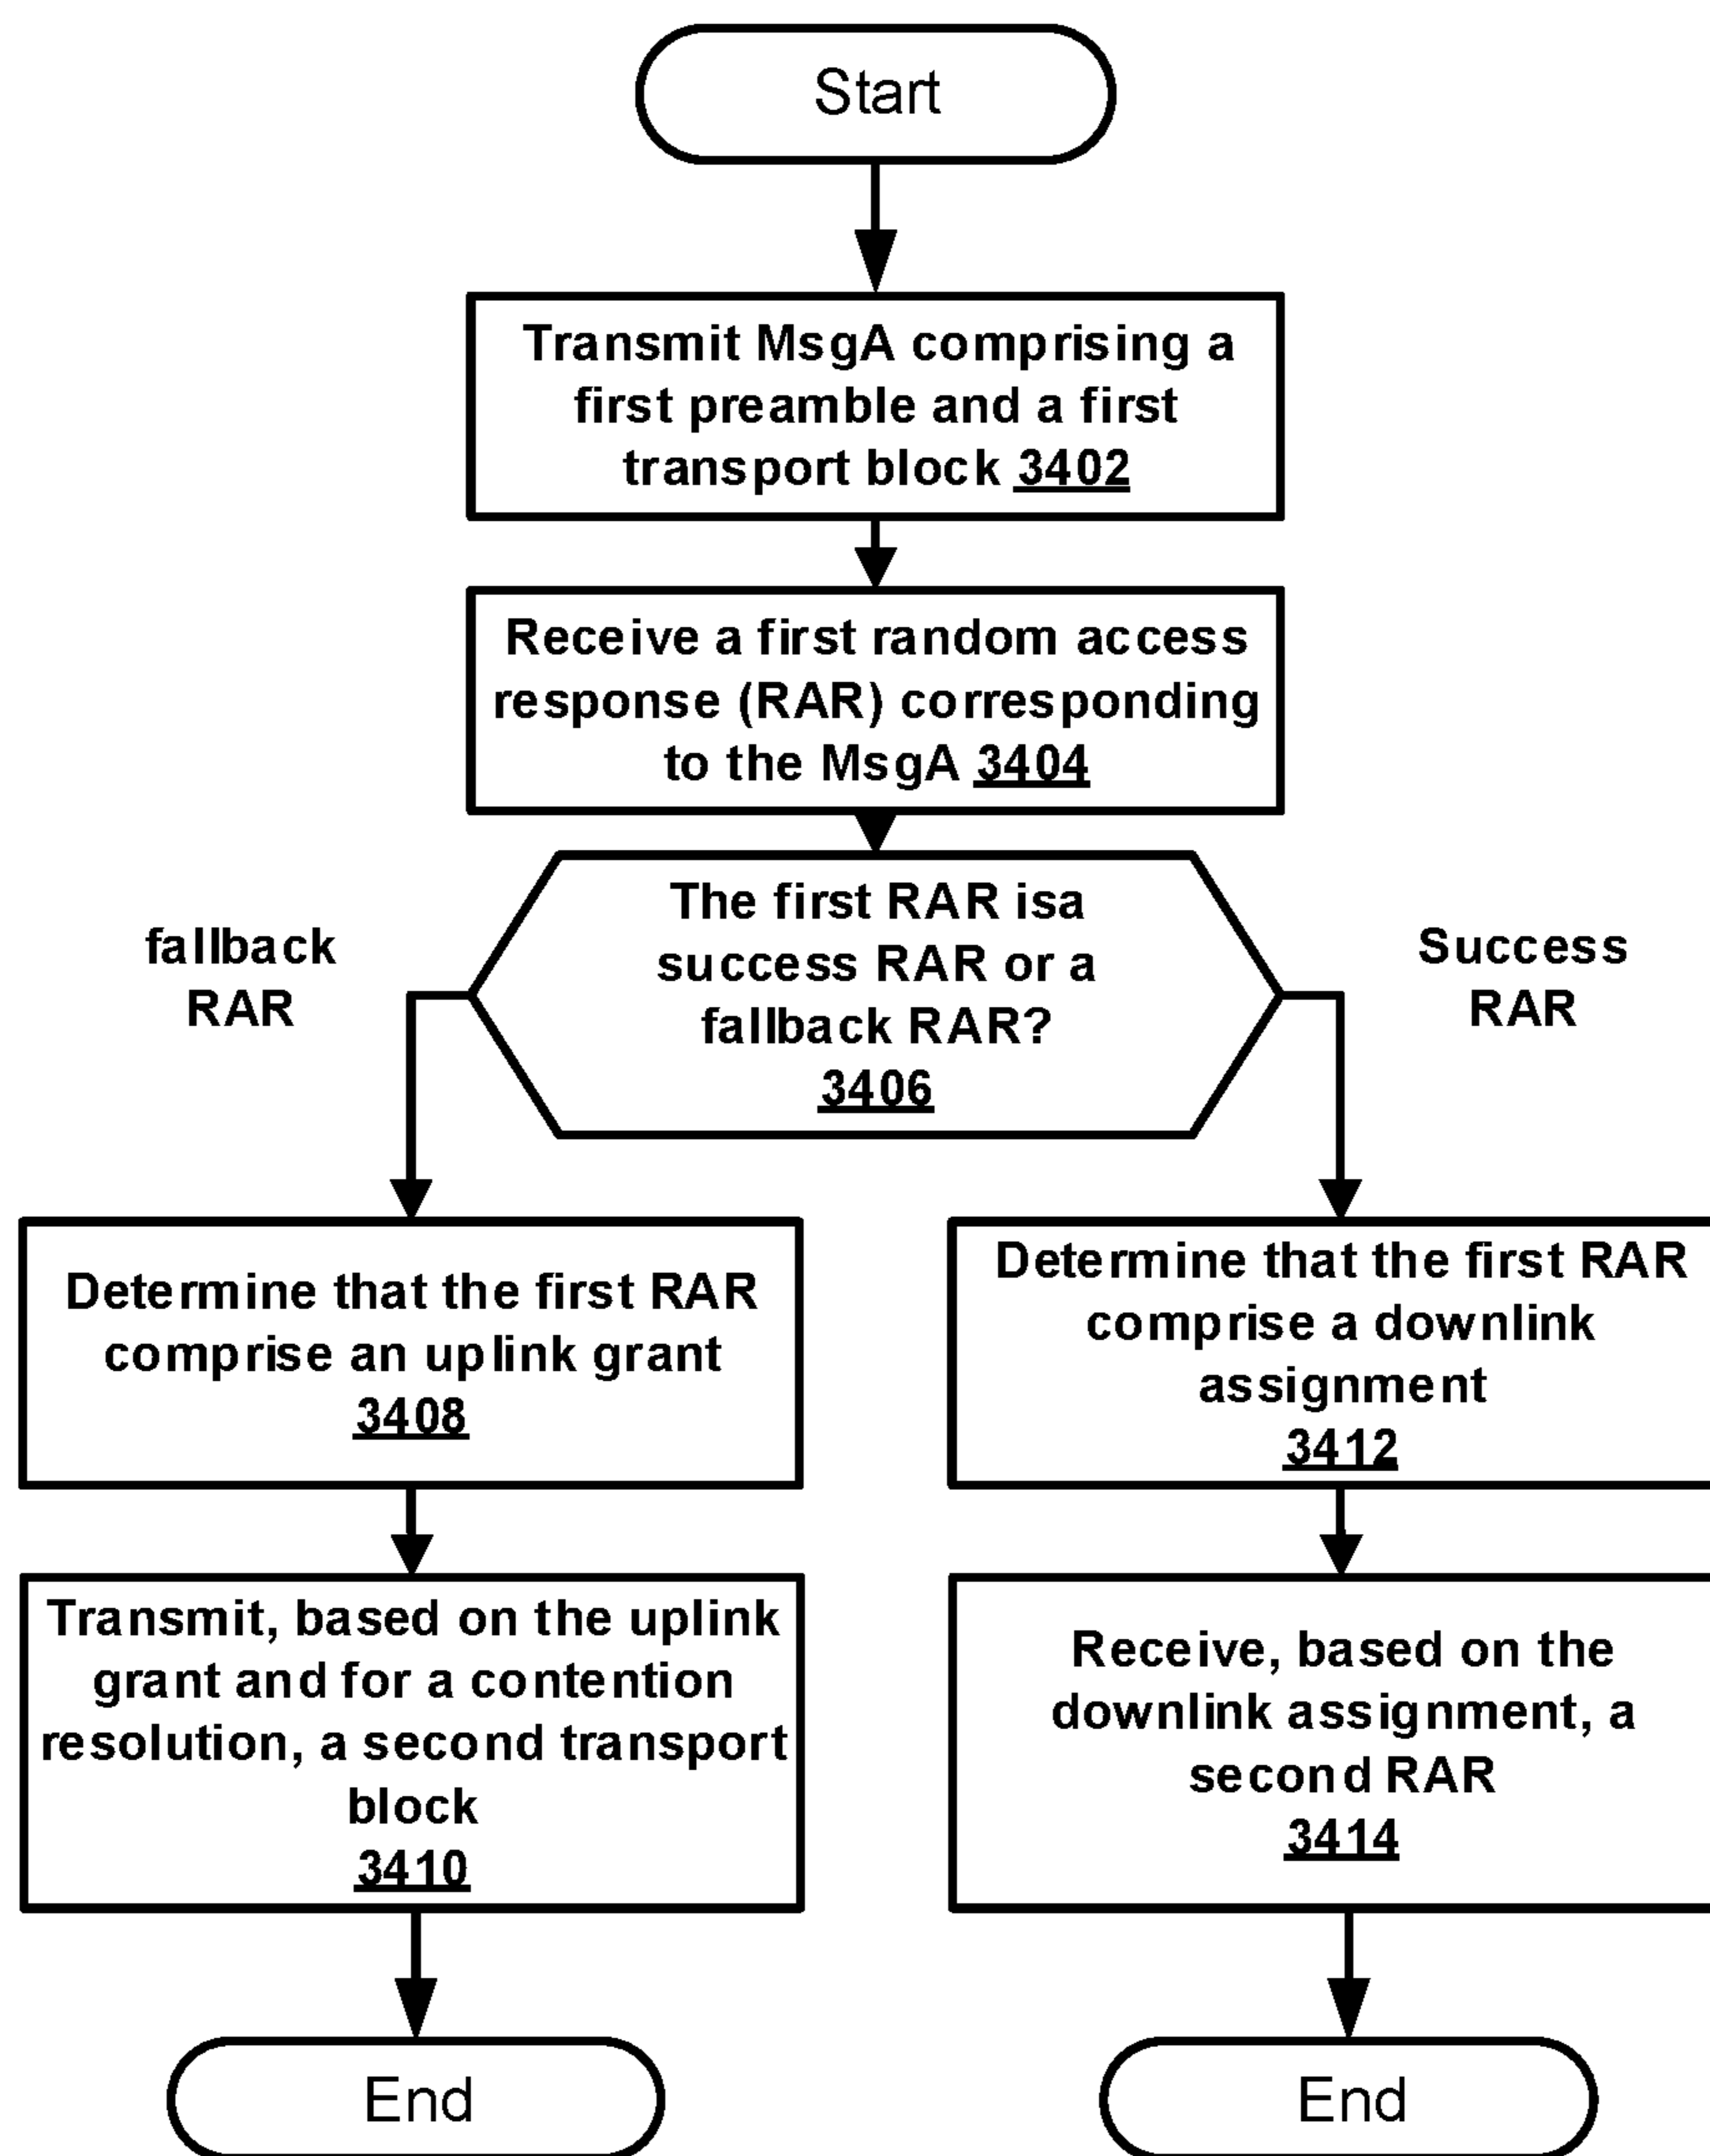 Start
Transmit MsgA comprising a
first preamble and a first
transport block 3402
Receive a first random access
response (RAR) corresponding
to the MsgA 3404
The first RAR isa
success RAR or a
fallback RAR?
3406
fallback
RAR
Success
RAR
Determine that the first RAR
comprise an uplink grant
3408
Determine that the first RAR
comprise a downlink
assignment
3412
Transmit, based on the uplink
grant and for a contention
resolution, a second transport
block
3410
Receive, based on the
downlink assignment, a
second RAR
3414
End
End